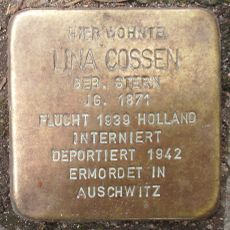 HIER WOHNTE
LINA COSSEN
GEB. STERN
JG. 1871
FLUCHT 1939 HOLLAND
INTERNIERT
DEPORTIERT 1942
ERMORDET IN
AUSCHWITZ